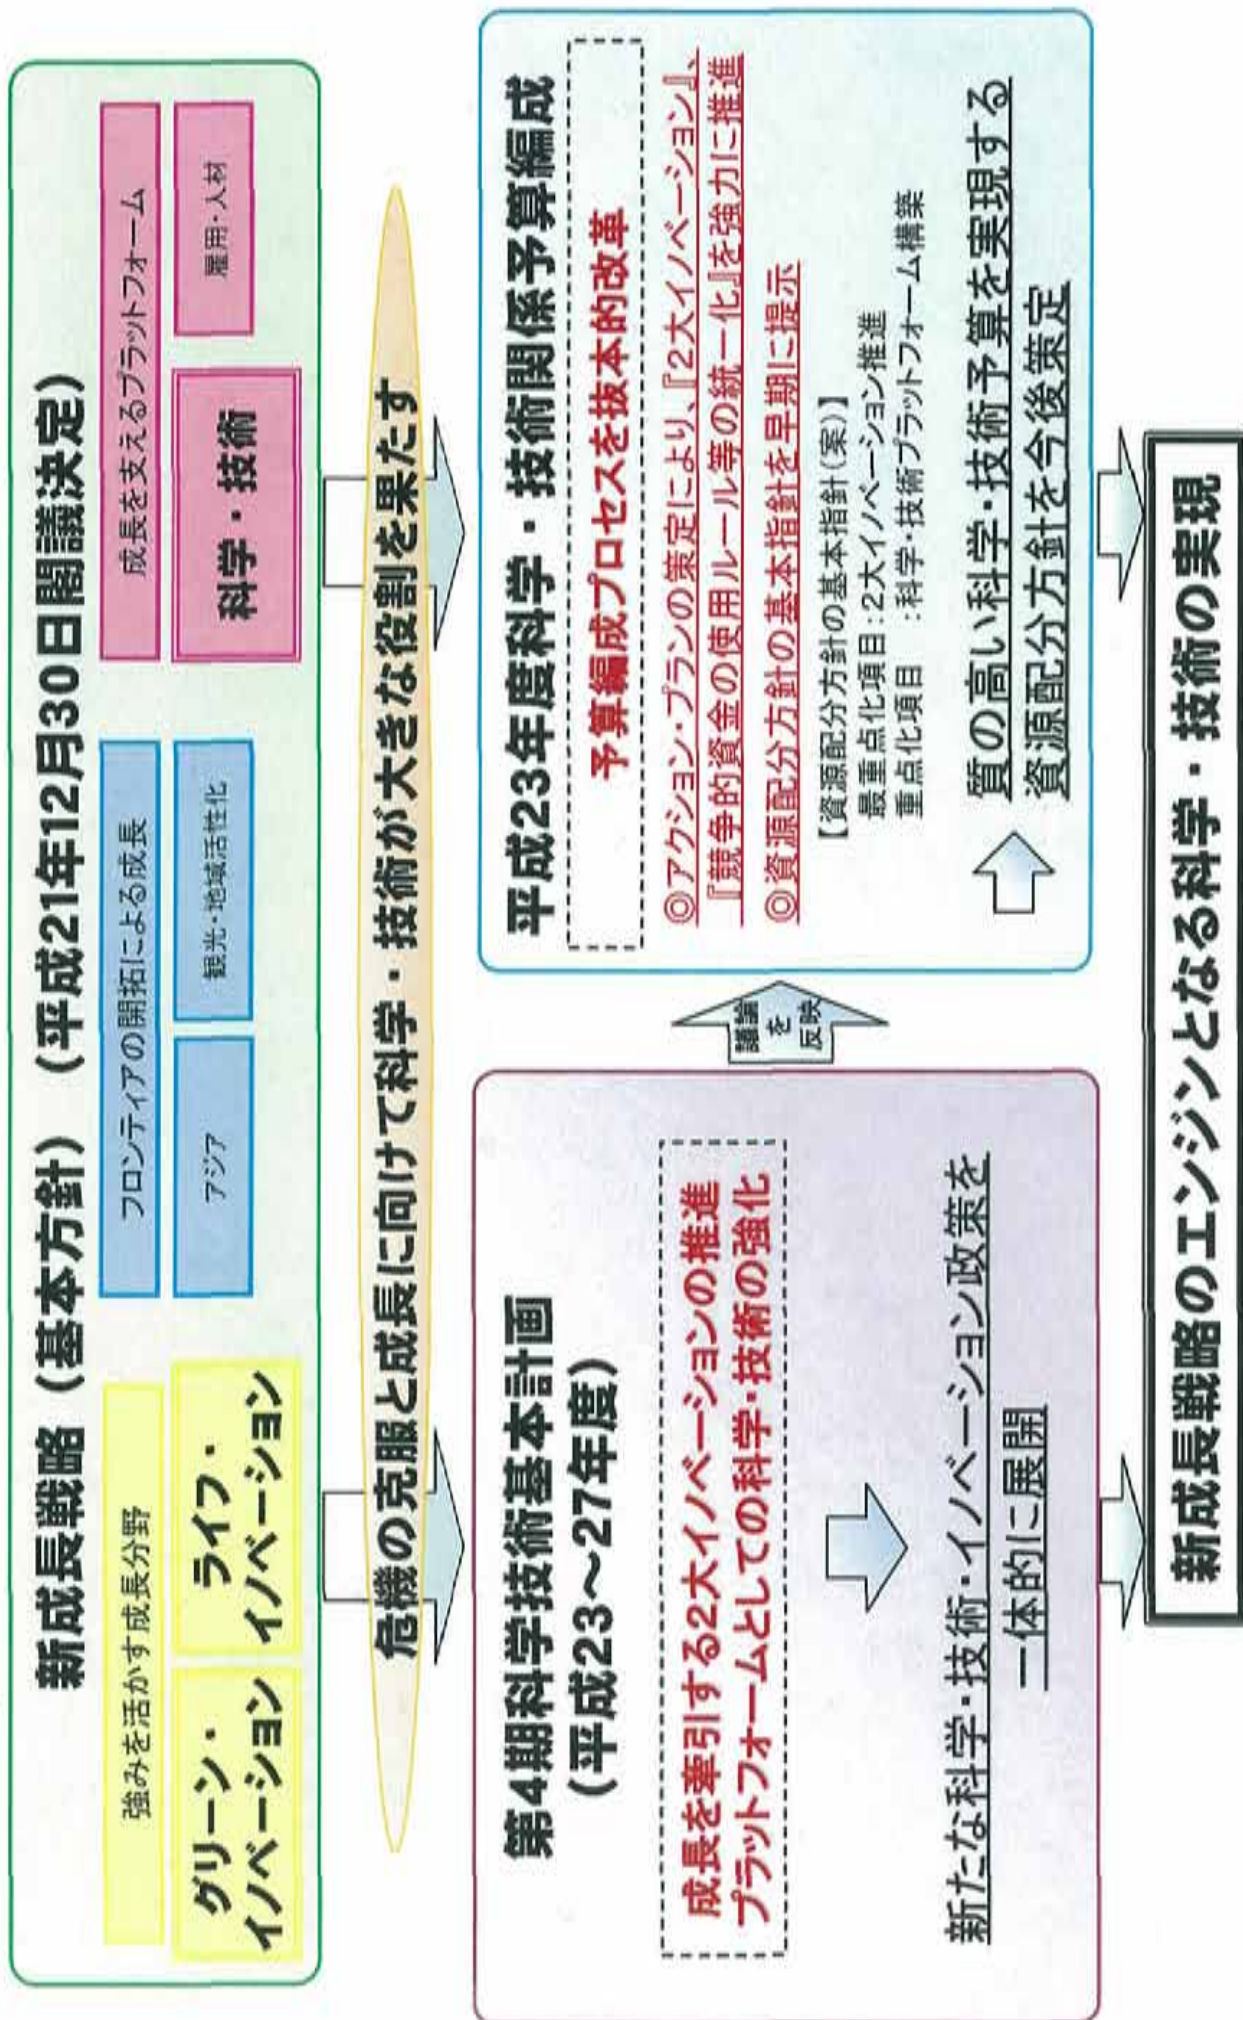 新成長戦略（基本方針）（平成21年12月30日閣議決定）
強みを活かす成長分野
グリーン・
イノベーション
ライフ・
イノベーション
フロンティアの開拓による成長
アジア
観光・地域活性化
成長を支えるプラットフォーム
科学・技術
雇用・人材
危機の克服と成長に向けて科学・技術が大きな役割を果たす
第4期科学技術基本計画
（平成23～27年度）
成長を牽引する2大イノベーションの推進
プラットフォームとしての科学・技術の強化
新たな科学・技術・イノベーション政策を
一体的に展開
議論
を
反映
平成23年度科学・技術関係予算編成
予算編成プロセスを抜本的改革
◎アクション・プランの策定により、『2大イノベーション』、
『競争的資金の使用ルール等の統一化』を強力に推進
◎資源配分方針の基本指針を早期に提示
【資源配分方針の基本指針（案）】
最重点化項目：2大イノベーション推進
重点化項目　：科学・技術プラットフォーム構築
質の高い科学・技術予算を実現する
資源配分方針を今後策定
新成長戦略のエンジンとなる科学・技術の実現